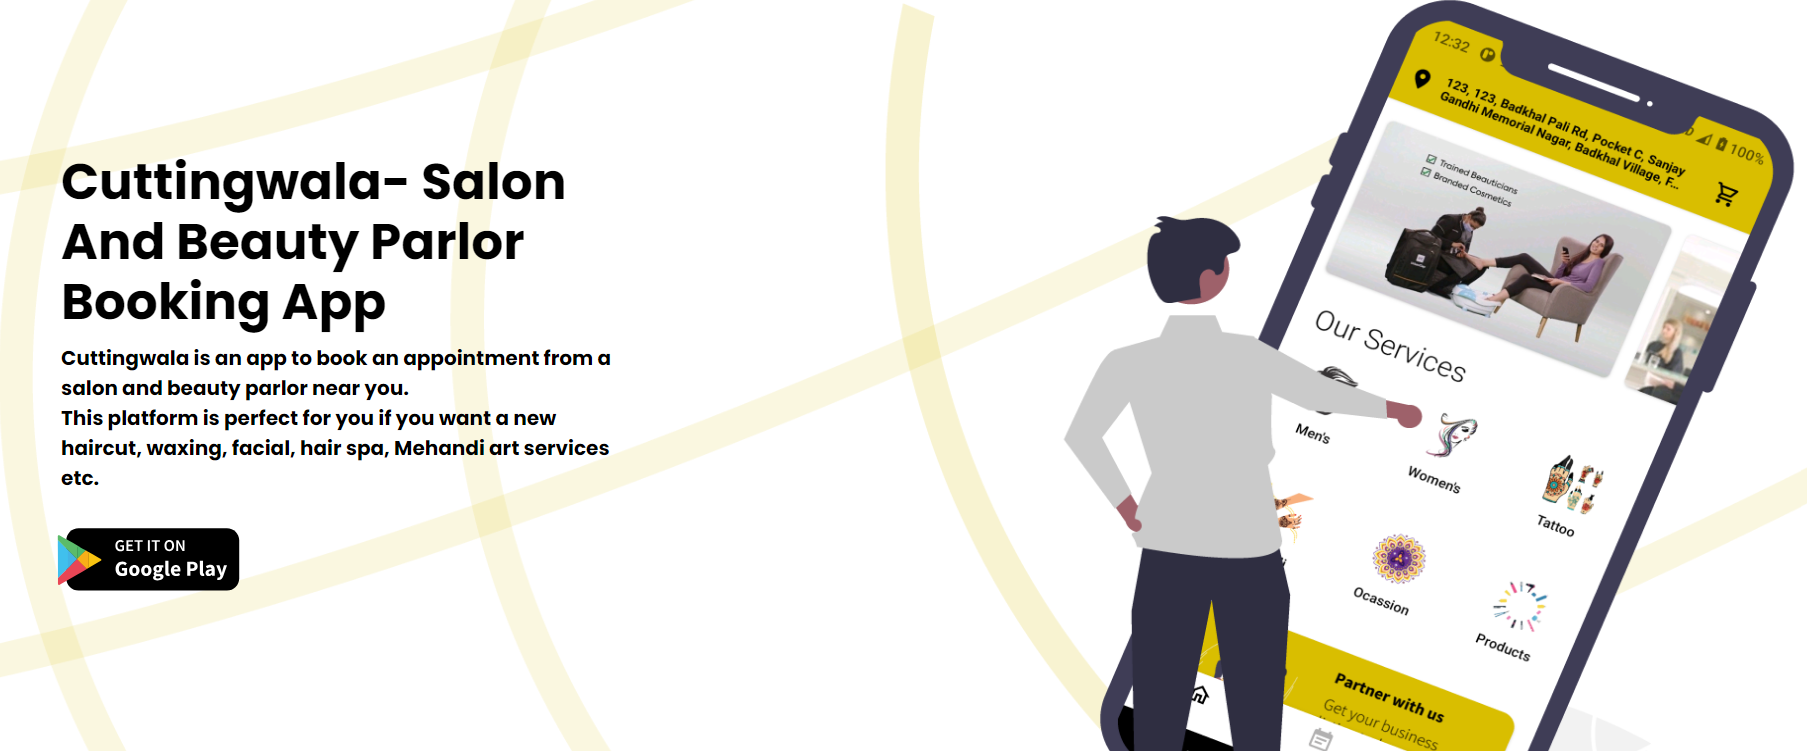 Cuttingwala- Salon
And Beauty Parlor
Booking App
Cuttingwala is an app to book an appointment from a
salon and beauty parlor near you.
This platform is perfect for you if you want a new
haircut, waxing, facial, hair spa, Mehandi art services
etc.
GET IT ON
Google Play
12:32
100%
123, 123, Badkhal Pali Rd, Pocket C, Sanjay
Gandhi Memorial Nagar, Badkhal Village, F...
Trained Beauticians
Branded Cosmetics
Our Services
Men's
Women's
Tattoo
Ocassion
Products
Partner with us
Get your business